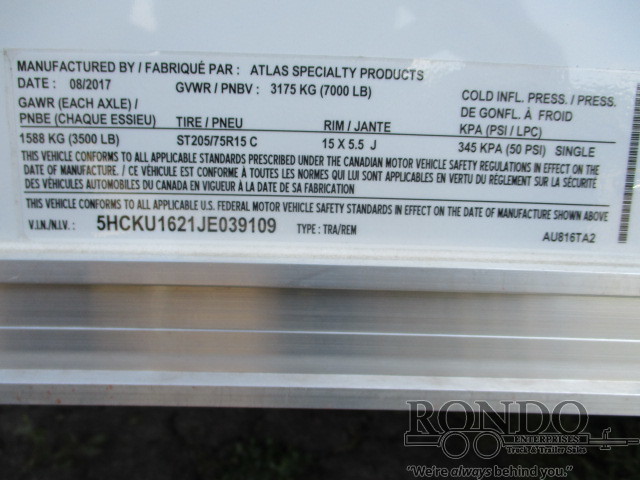 MANUFACTURED BY / FABRIQUÉ PAR : ATLAS SPECIALTY PRODUCTS
DATE : 08/2017 GVWR / PNBV : 3175 KG (7000 LB)
GAWR (EACH AXLE) / PNBE (CHAQUE ESSIEU) TIRE / PNEU RIM / JANTE COLD INFL. PRESS. / PRESS. DE GONFL. À FROID KPA (PSI / LPC)
1588 KG (3500 LB) ST205/75R15 C 15 X 5.5 J 345 KPA (50 PSI) SINGLE
THIS VEHICLE CONFORMS TO ALL APPLICABLE STANDARDS PRESCRIBED UNDER THE CANADIAN MOTOR VEHICLE SAFETY REGULATIONS IN EFFECT ON THE
DATE OF MANUFACTURE. / CE VÉHICULE EST CONFORME À TOUTES LES NORMES QUI LUI SONT APPLICABLES EN VERTU DU RÈGLEMENT SUR LA SÉCURITÉ DES
VÉHICULES AUTOMOBILES DU CANADA EN VIGUEUR À LA DATE DE SA FABRICATION
THIS VEHICLE CONFORMS TO ALL APPLICABLE U.S. FEDERAL MOTOR VEHICLE SAFETY STANDARDS IN EFFECT ON THE DATE OF MANUFACTURE SHOWN ABOVE
V.I.N./N.I.V.: 5HCKU1621JE039109 TYPE : TRA/REM AU816TA2
RONDO
ENTERPRISES
Truck & Trailer Sales
"We're always behind you."